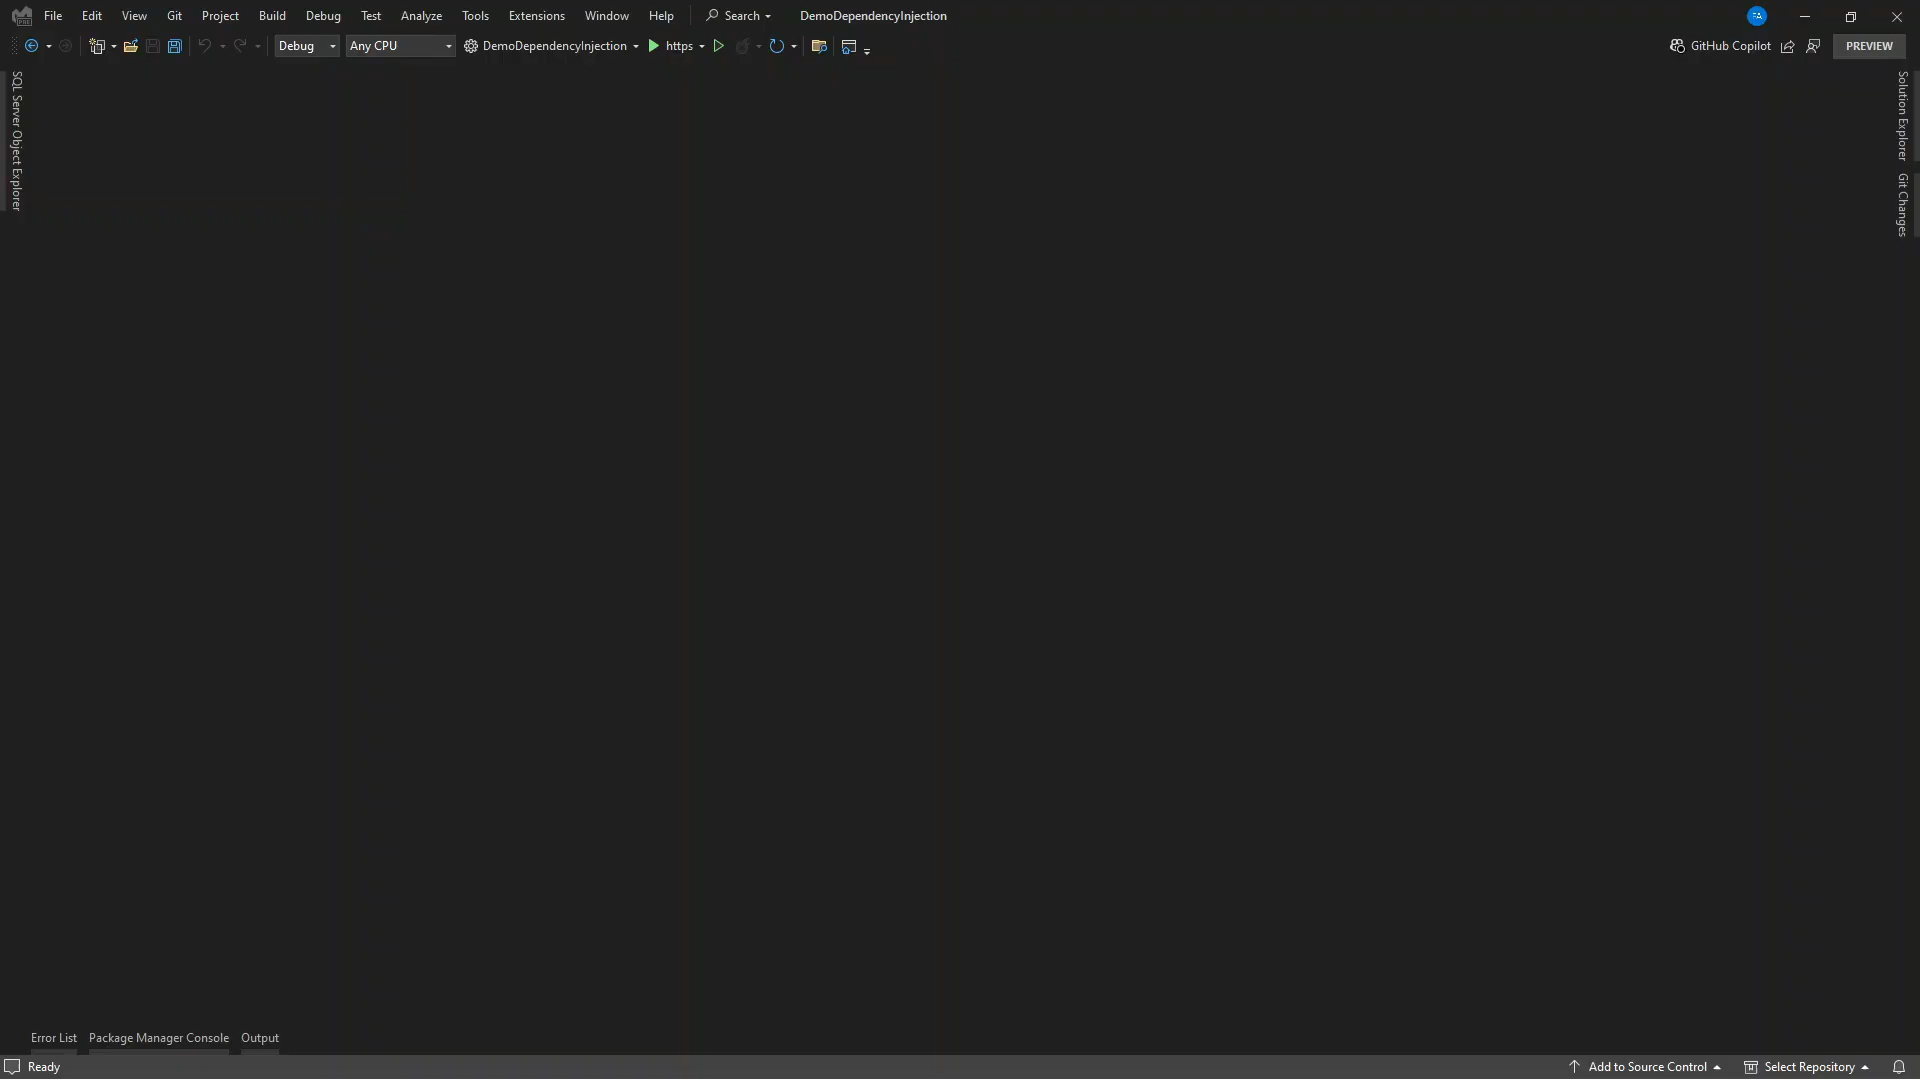 File Edit View Git Project Build Debug Test Analyze Tools Extensions Window Help Search DemoDependencyInjection
Debug Any CPU DemoDependencyInjection https GitHub Copilot PREVIEW
SQL Server Object Explorer
Solution Explorer
Git Changes
Error List Package Manager Console Output
Ready Add to Source Control Select Repository